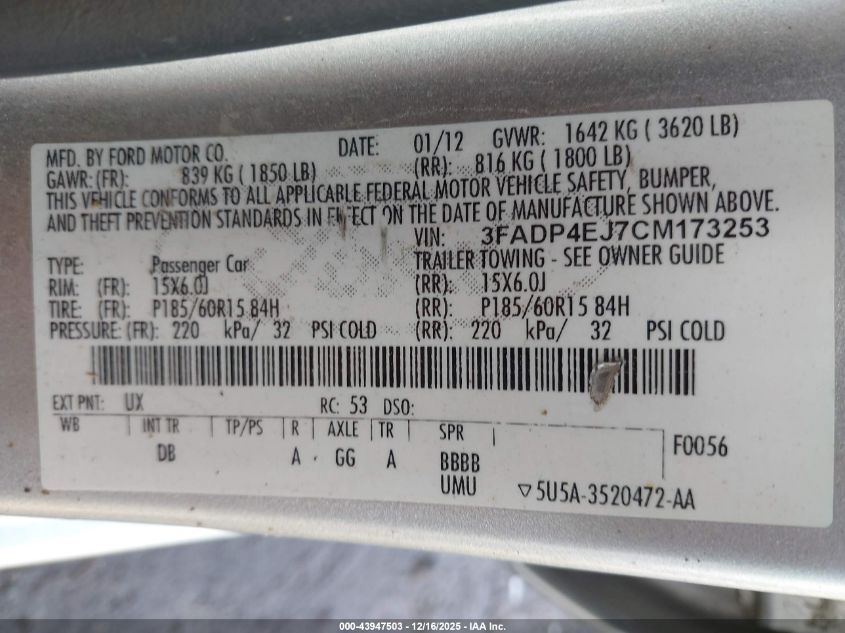 MFD. BY FORD MOTOR CO. DATE: 01/12 GVWR: 1642 KG ( 3620 LB)
GAWR: (FR): 839 KG ( 1850 LB) (RR): 816 KG ( 1800 LB)
THIS VEHICLE CONFORMS TO ALL APPLICABLE FEDERAL MOTOR VEHICLE SAFETY, BUMPER,
AND THEFT PREVENTION STANDARDS IN EFFECT ON THE DATE OF MANUFACTURE SHOWN ABOVE.
VIN: 3FADP4EJ7CM173253
TYPE: Passenger Car TRAILER TOWING - SEE OWNER GUIDE
RIM: (FR): 15X6.0J (RR): 15X6.0J
TIRE: (FR): P185/60R15 84H (RR): P185/60R15 84H
PRESSURE: (FR): 220 kPa/ 32 PSI COLD (RR): 220 kPa/ 32 PSI COLD
EXT PNT: UX RC: 53 DSO:
WB INT TR TP/PS R AXLE TR SPR F0056
DB A GG A BBBB
UMU ▽5U5A-3520472-AA
000-43947503 - 12/16/2025 - IAA Inc.